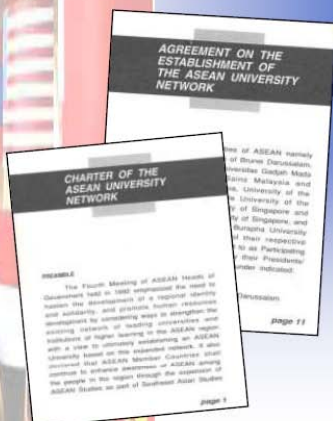 AGREEMENT ON THE
ESTABLISHMENT OF
THE ASEAN UNIVERSITY
NETWORK
of ASEAN namely
of Brunei Darussalam,
Universitas Gadjah Mada
Sains Malaysia and
University of the
University of the
of Singapore and
of Singapore, and
Burapha University
their respective
to as Participating
their Presidents/
under indicated:
Darussalam.
page 11
CHARTER OF THE
ASEAN UNIVERSITY
NETWORK
PREAMBLE
The Fourth Meeting of ASEAN Heads of
Government held in 1992 emphasised the need to
hasten the development of a regional identity
and solidarity, and promote human resources
development by considering ways to strengthen the
existing network of leading universities and
institutions of higher learning in the ASEAN region
with a view to ultimately establishing an ASEAN
University based on this expanded network. It also
declared that ASEAN Member Countries shall
continue to enhance awareness of ASEAN among
the people in the region through the expansion of
ASEAN Studies as part of Southeast Asian Studies
page 1